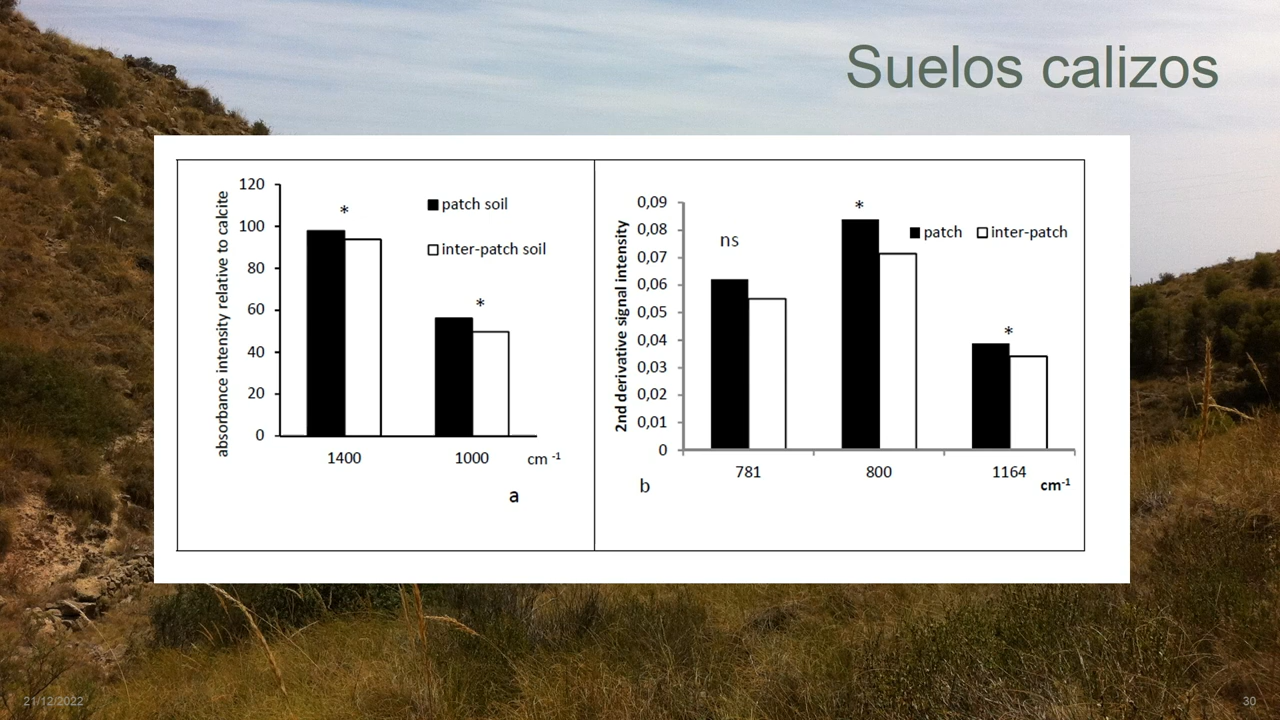 Suelos calizos
absorbance intensity relative to calcite
120
100
80
60
40
20
0
*
*
patch soil
inter-patch soil
1400
1000
cm -1
a
2nd derivative signal intensity
0,09
0,08
0,07
0,06
0,05
0,04
0,03
0,02
0,01
0
ns
*
*
patch
inter-patch
781
800
1164
cm-1
b
21/12/2022
30